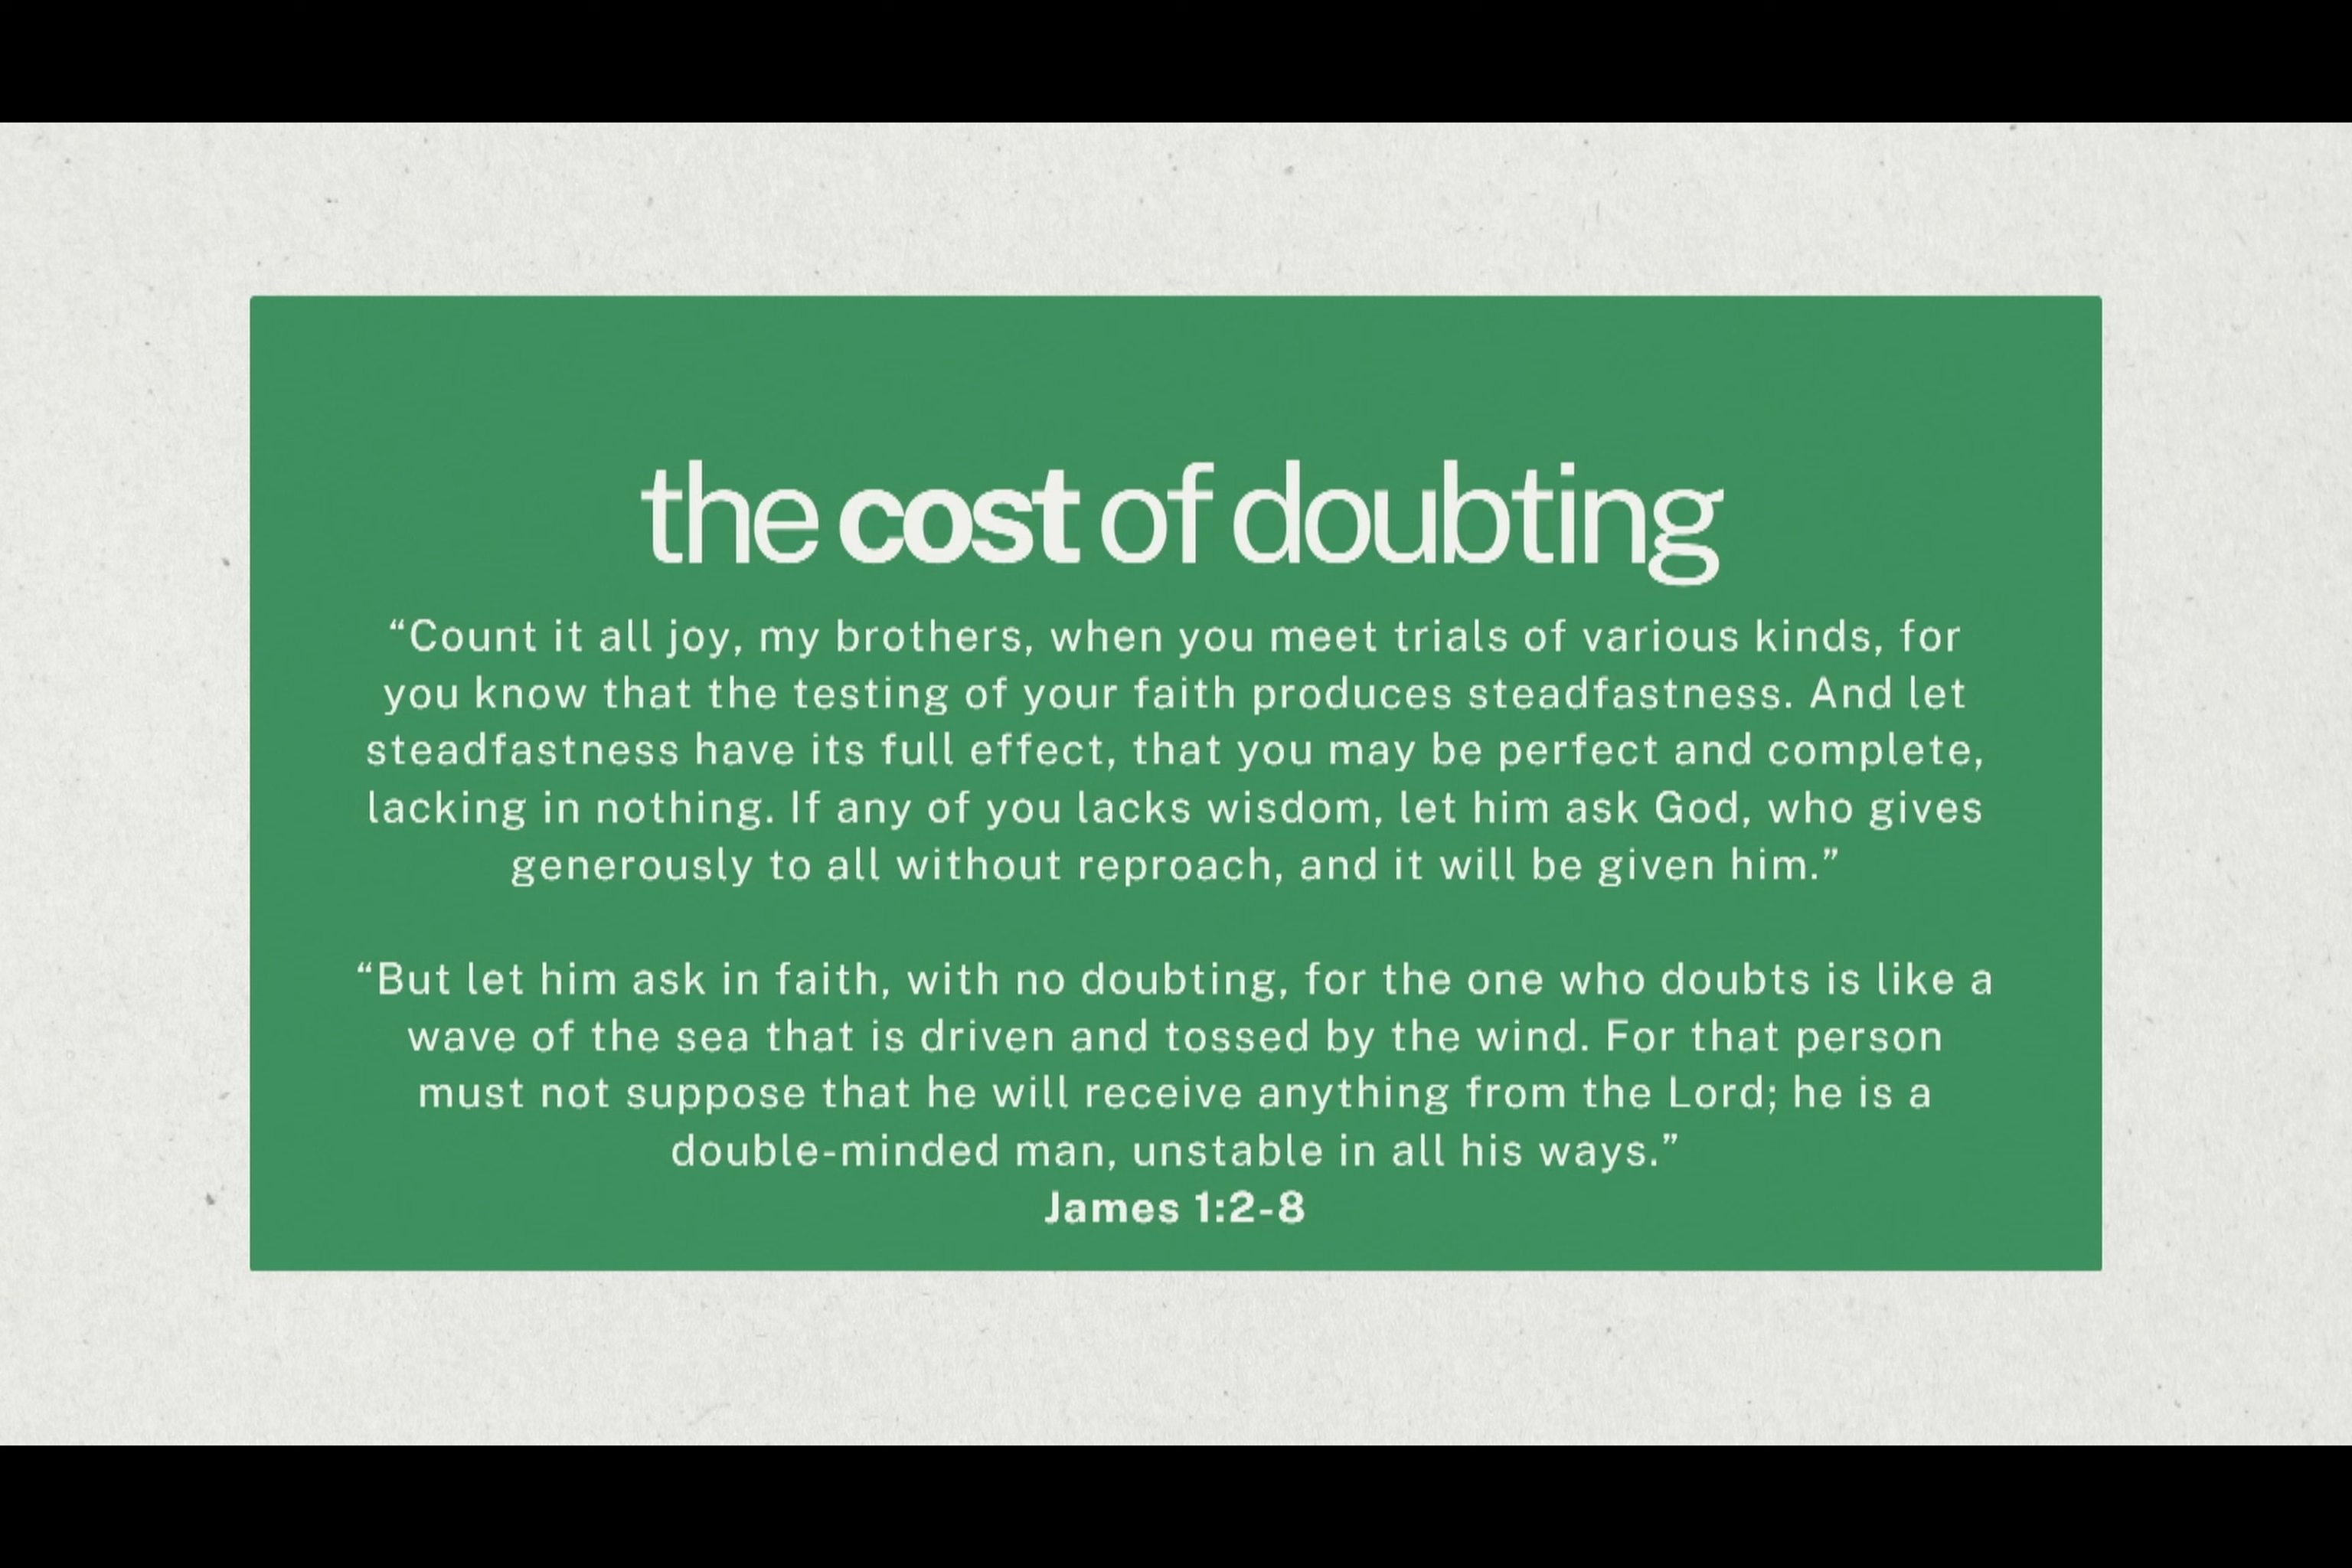 the cost of doubting
“Count it all joy, my brothers, when you meet trials of various kinds, for
you know that the testing of your faith produces steadfastness. And let
steadfastness have its full effect, that you may be perfect and complete,
lacking in nothing. If any of you lacks wisdom, let him ask God, who gives
generously to all without reproach, and it will be given him.”
“But let him ask in faith, with no doubting, for the one who doubts is like a
wave of the sea that is driven and tossed by the wind. For that person
must not suppose that he will receive anything from the Lord; he is a
double-minded man, unstable in all his ways.”
James 1:2-8